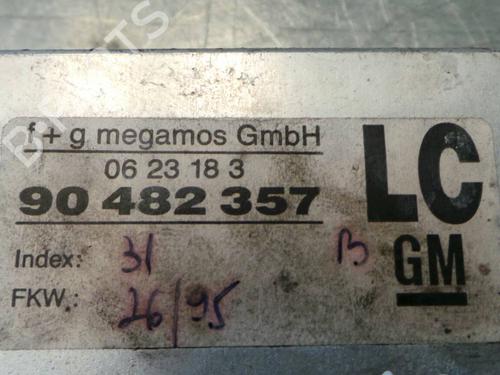 f + g megamos GmbH
06 23 18 3
90 482 357
LC
Index: 31 B
GM
FKW: 26/95